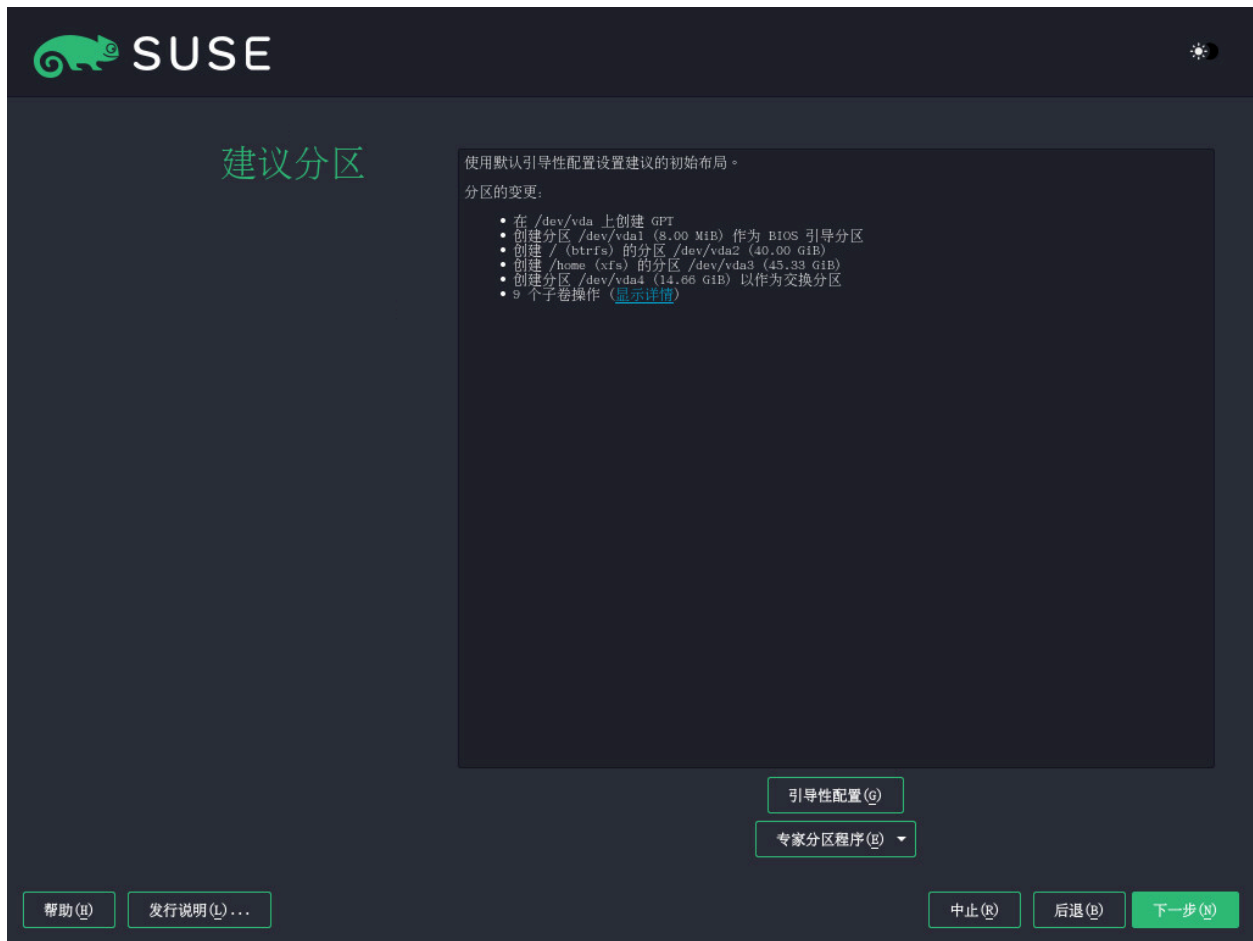 SUSE
建议分区
使用默认引导性配置设置建议的初始布局。
分区的变更:
• 在 /dev/vda 上创建 GPT
• 创建分区 /dev/vda1 (8.00 MiB) 作为 BIOS 引导分区
• 创建 / (btrfs) 的分区 /dev/vda2 (40.00 GiB)
• 创建 /home (xfs) 的分区 /dev/vda3 (45.33 GiB)
• 创建分区 /dev/vda4 (14.66 GiB) 以作为交换分区
• 9 个子卷操作 (显示详情)
引导性配置(G)
专家分区程序(E)
帮助(H) 发行说明(L)... 中止(R) 后退(B) 下一步(N)